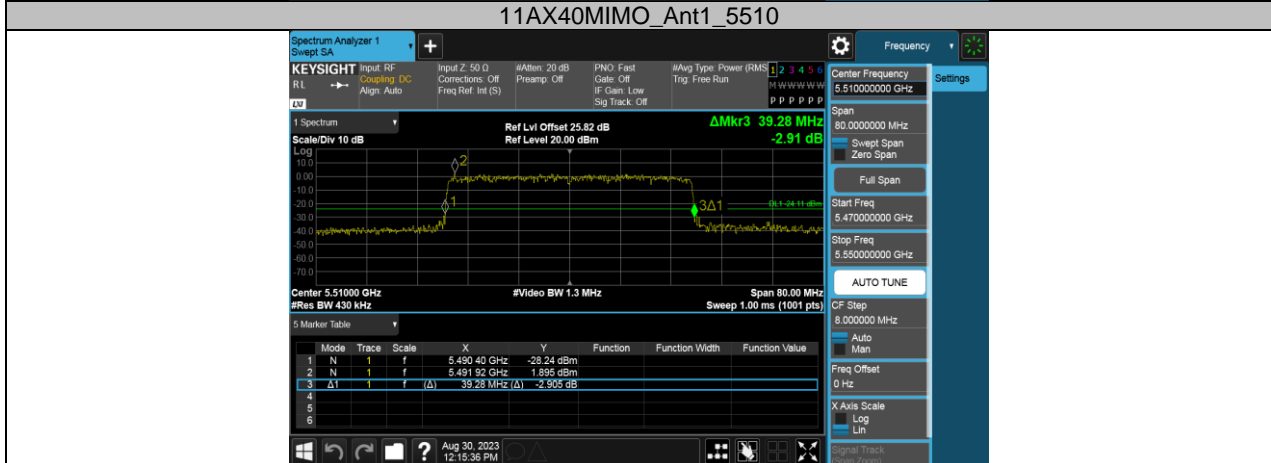 11AX40MIMO_Ant1_5510
Spectrum Analyzer 1
Swept SA
+
Frequency
KEYSIGHT
RL
LXI
Input: RF
Coupling: DC
Align: Auto
Input Z: 50 Ω
Corrections: Off
Freq Ref: Int (S)
#Atten: 20 dB
Preamp: Off
PNO: Fast
Gate: Off
IF Gain: Low
Sig Track: Off
#Avg Type: Power (RMS
Trig: Free Run
1 2 3 4 5 6
M W W W W W
P P P P P P
Center Frequency
5.510000000 GHz
Settings
Span
80.0000000 MHz
Swept Span
Zero Span
Full Span
Start Freq
5.470000000 GHz
Stop Freq
5.550000000 GHz
AUTO TUNE
CF Step
8.000000 MHz
Auto
Man
Freq Offset
0 Hz
X Axis Scale
Log
Lin
Signal Track
(Span Zoom)
1 Spectrum
Scale/Div 10 dB
Ref Lvl Offset 25.82 dB
Ref Level 20.00 dBm
ΔMkr3 39.28 MHz
-2.91 dB
Log
10.0
0.00
-10.0
-20.0
-30.0
-40.0
-50.0
-60.0
-70.0
2
1
3Δ1
DL1 -24.11 dBm
Center 5.51000 GHz
#Video BW 1.3 MHz
Span 80.00 MHz
#Res BW 430 kHz
Sweep 1.00 ms (1001 pts)
5 Marker Table
Mode Trace Scale X Y Function Function Width Function Value
1 N 1 f 5.490 40 GHz -28.24 dBm
2 N 1 f 5.491 92 GHz 1.895 dBm
3 Δ1 1 f (Δ) 39.28 MHz (Δ) -2.905 dB
4
5
6
?
Aug 30, 2023
12:15:36 PM